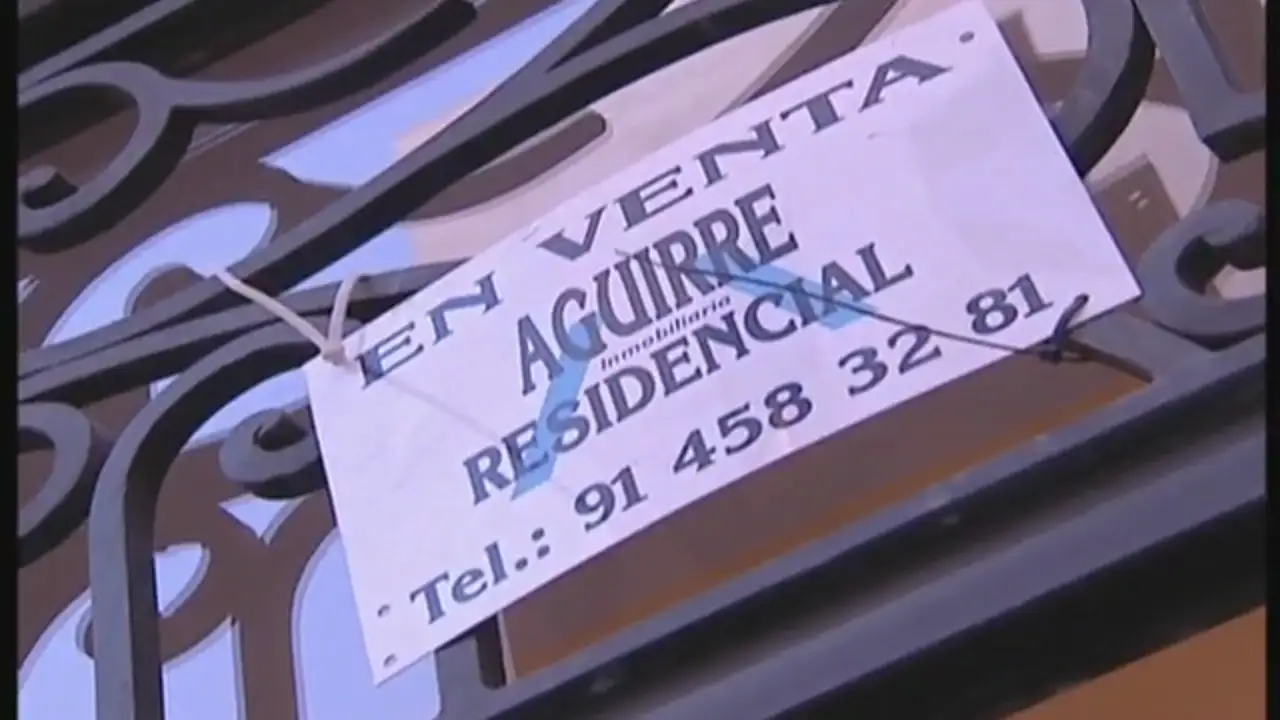 EN VENTA
AGUIRRE
Inmobiliaria
RESIDENCIAL
Tel.: 91 458 32 81